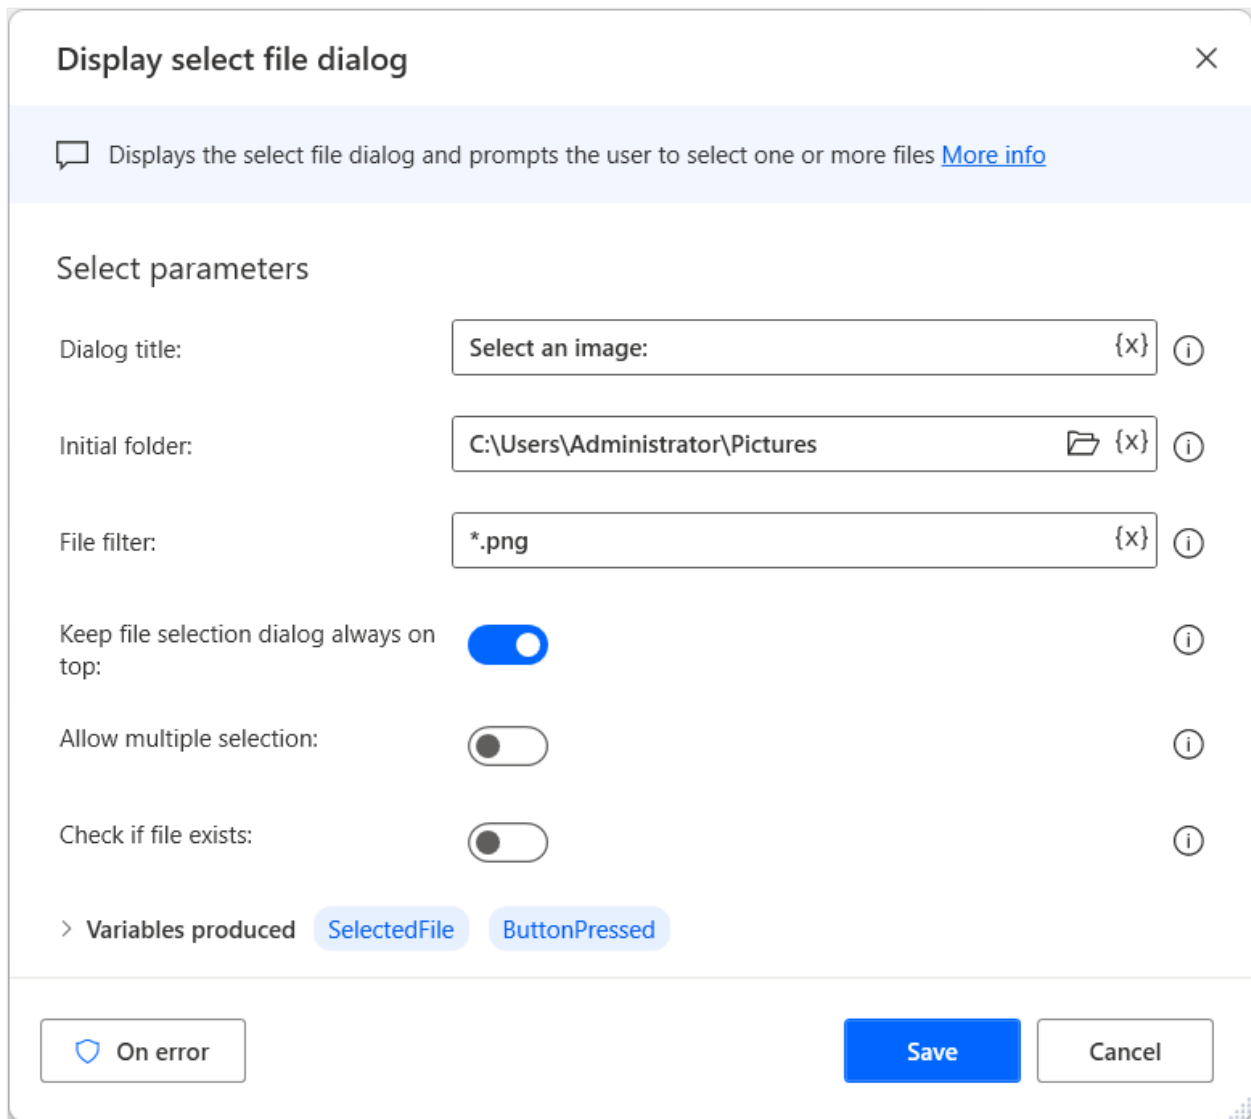 Display select file dialog
Displays the select file dialog and prompts the user to select one or more files More info
Select parameters
Dialog title:
Select an image:
{x}
Initial folder:
C:\Users\Administrator\Pictures
{x}
File filter:
*.png
{x}
Keep file selection dialog always on
top:
Allow multiple selection:
Check if file exists:
Variables produced SelectedFile ButtonPressed
On error
Save
Cancel